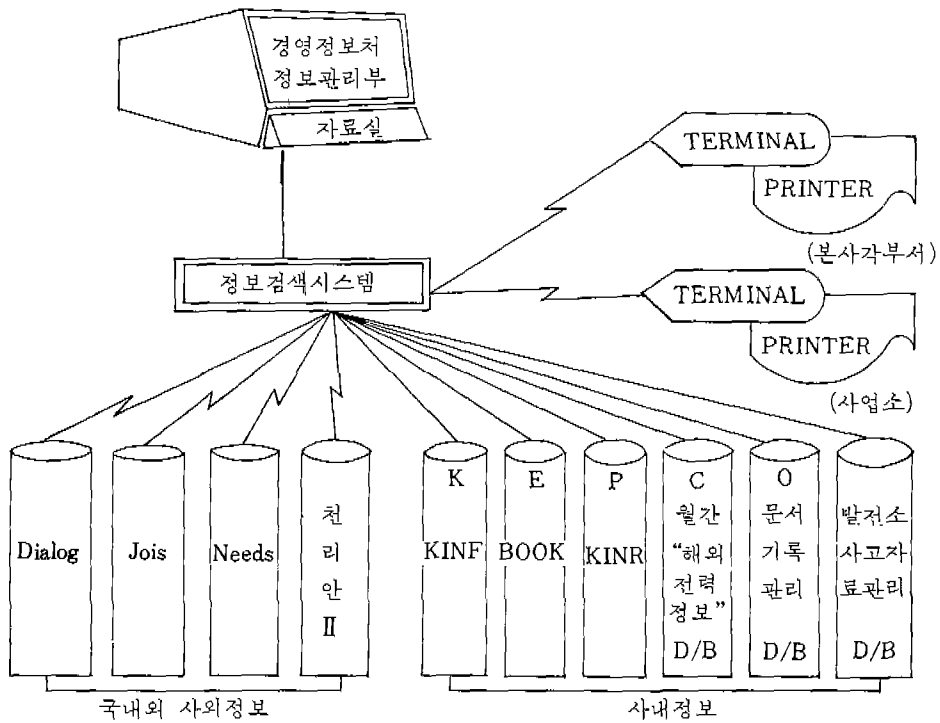 경영정보처
정보관리부
자료실
TERMINAL
PRINTER
(본사각부서)
정보검색시스템
TERMINAL
PRINTER
(사업소)
Dialog
Jois
Needs
천
리
안
Ⅱ
K
KINF
E
BOOK
P
KINR
C
월간
“해외
전력
정보”
D/B
O
문서
기록
관리
D/B
발전소
사고자
료관리
D/B
국내외 사외정보
사내정보